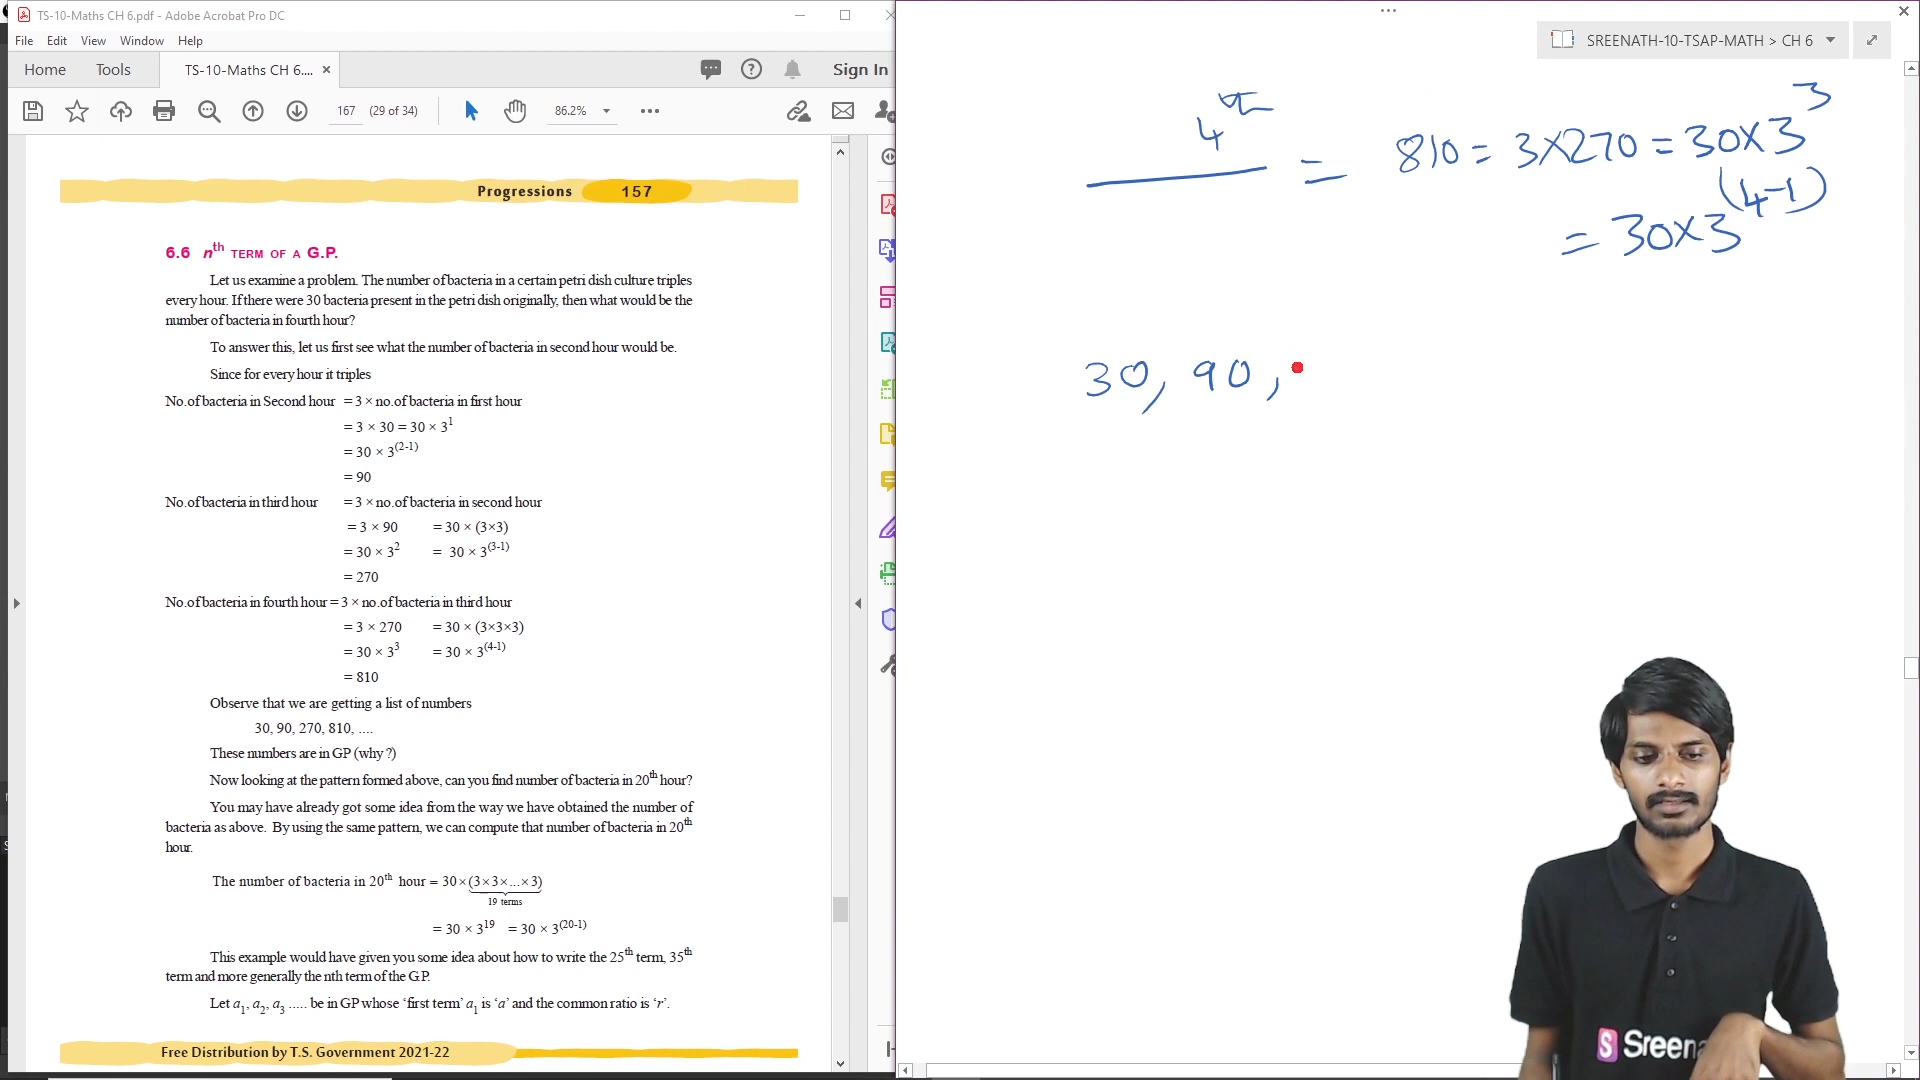 TS-10-Maths CH 6.pdf - Adobe Acrobat Pro DC
File Edit View Window Help
Home Tools TS-10-Maths CH 6.... × Sign In
167 (29 of 34) 86.2%
Progressions 157
6.6 nth TERM OF A G.P.
Let us examine a problem. The number of bacteria in a certain petri dish culture triples
every hour. If there were 30 bacteria present in the petri dish originally, then what would be the
number of bacteria in fourth hour?
To answer this, let us first see what the number of bacteria in second hour would be.
Since for every hour it triples
No.of bacteria in Second hour = 3 × no.of bacteria in first hour
= 3 × 30 = 30 × 3^1
= 30 × 3^(2-1)
= 90
No.of bacteria in third hour = 3 × no.of bacteria in second hour
= 3 × 90 = 30 × (3×3)
= 30 × 3^2 = 30 × 3^(3-1)
= 270
No.of bacteria in fourth hour = 3 × no.of bacteria in third hour
= 3 × 270 = 30 × (3×3×3)
= 30 × 3^3 = 30 × 3^(4-1)
= 810
Observe that we are getting a list of numbers
30, 90, 270, 810, ....
These numbers are in GP (why ?)
Now looking at the pattern formed above, can you find number of bacteria in 20th hour?
You may have already got some idea from the way we have obtained the number of
bacteria as above. By using the same pattern, we can compute that number of bacteria in 20th
hour.
The number of bacteria in 20th hour = 30 × (3×3×...×3)
19 terms
= 30 × 3^19 = 30 × 3^(20-1)
This example would have given you some idea about how to write the 25th term, 35th
term and more generally the nth term of the G.P.
Let a1, a2, a3 ..... be in GP whose ‘first term’ a1 is ‘a’ and the common ratio is ‘r’.
Free Distribution by T.S. Government 2021-22
SREENATH-10-TSAP-MATH > CH 6
4th = 810 = 3×270 = 30×3^3
= 30×3^(4-1)
30, 90,
S Sreen